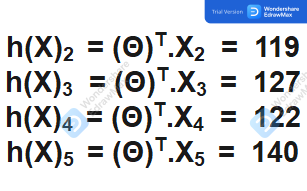 Trial Version Wondershare EdrawMax
h(X)₂ = (Θ)ᵀ.X₂ = 119
h(X)₃ = (Θ)ᵀ.X₃ = 127
h(X)₄ = (Θ)ᵀ.X₄ = 122
h(X)₅ = (Θ)ᵀ.X₅ = 140